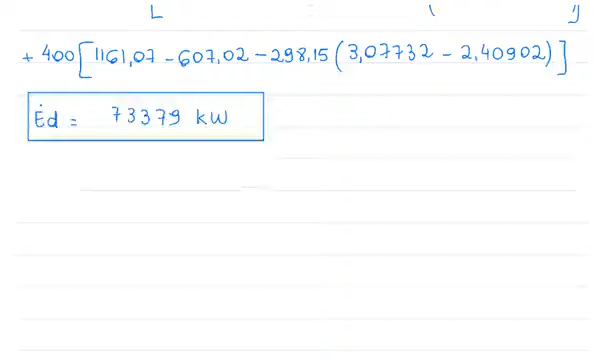 + 400 [1161,07 - 607,02 - 298,15 (3,07732 - 2,40902)]
Ėd = 73379 kW